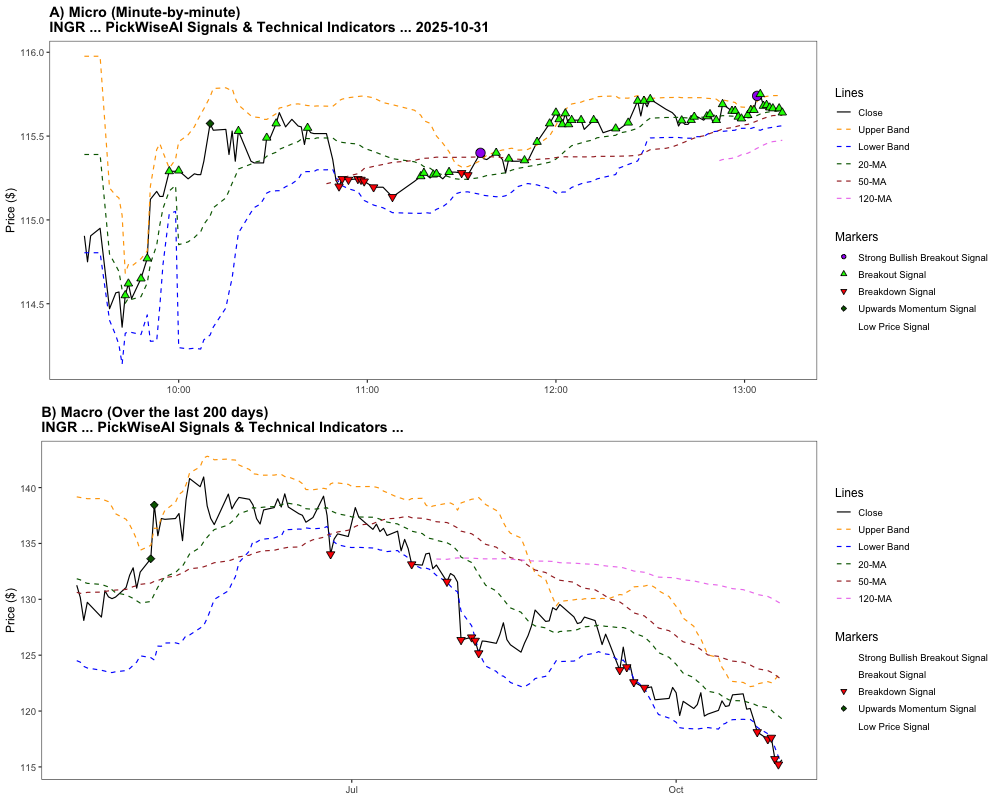 A) Micro (Minute-by-minute)
INGR ... PickWiseAI Signals & Technical Indicators ... 2025-10-31
116.0
115.5
115.0
114.5
Price ($)
10:00
11:00
12:00
13:00
Lines
Close
Upper Band
Lower Band
20-MA
50-MA
120-MA
Markers
Strong Bullish Breakout Signal
Breakout Signal
Breakdown Signal
Upwards Momentum Signal
Low Price Signal
B) Macro (Over the last 200 days)
INGR ... PickWiseAI Signals & Technical Indicators ...
140
135
130
125
120
115
Price ($)
Jul
Oct
Lines
Close
Upper Band
Lower Band
20-MA
50-MA
120-MA
Markers
Strong Bullish Breakout Signal
Breakout Signal
Breakdown Signal
Upwards Momentum Signal
Low Price Signal